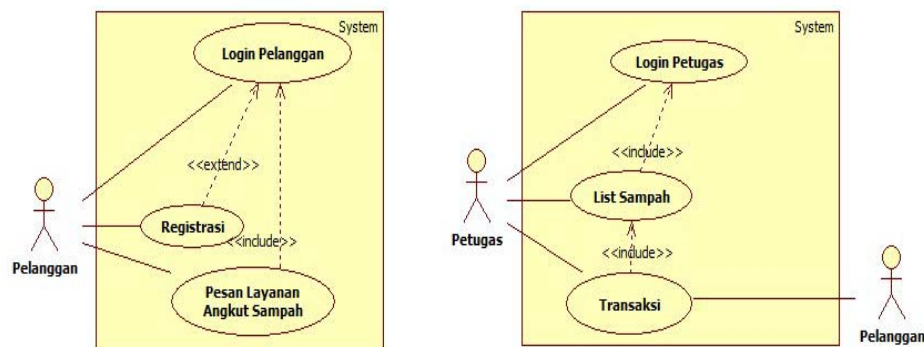 System
Login Pelanggan
<<extend>>
Registrasi
<<include>>
Pelanggan
Pesan Layanan
Angkut Sampah
System
Login Petugas
<<include>>
List Sampah
Petugas
<<include>>
Transaksi
Pelanggan